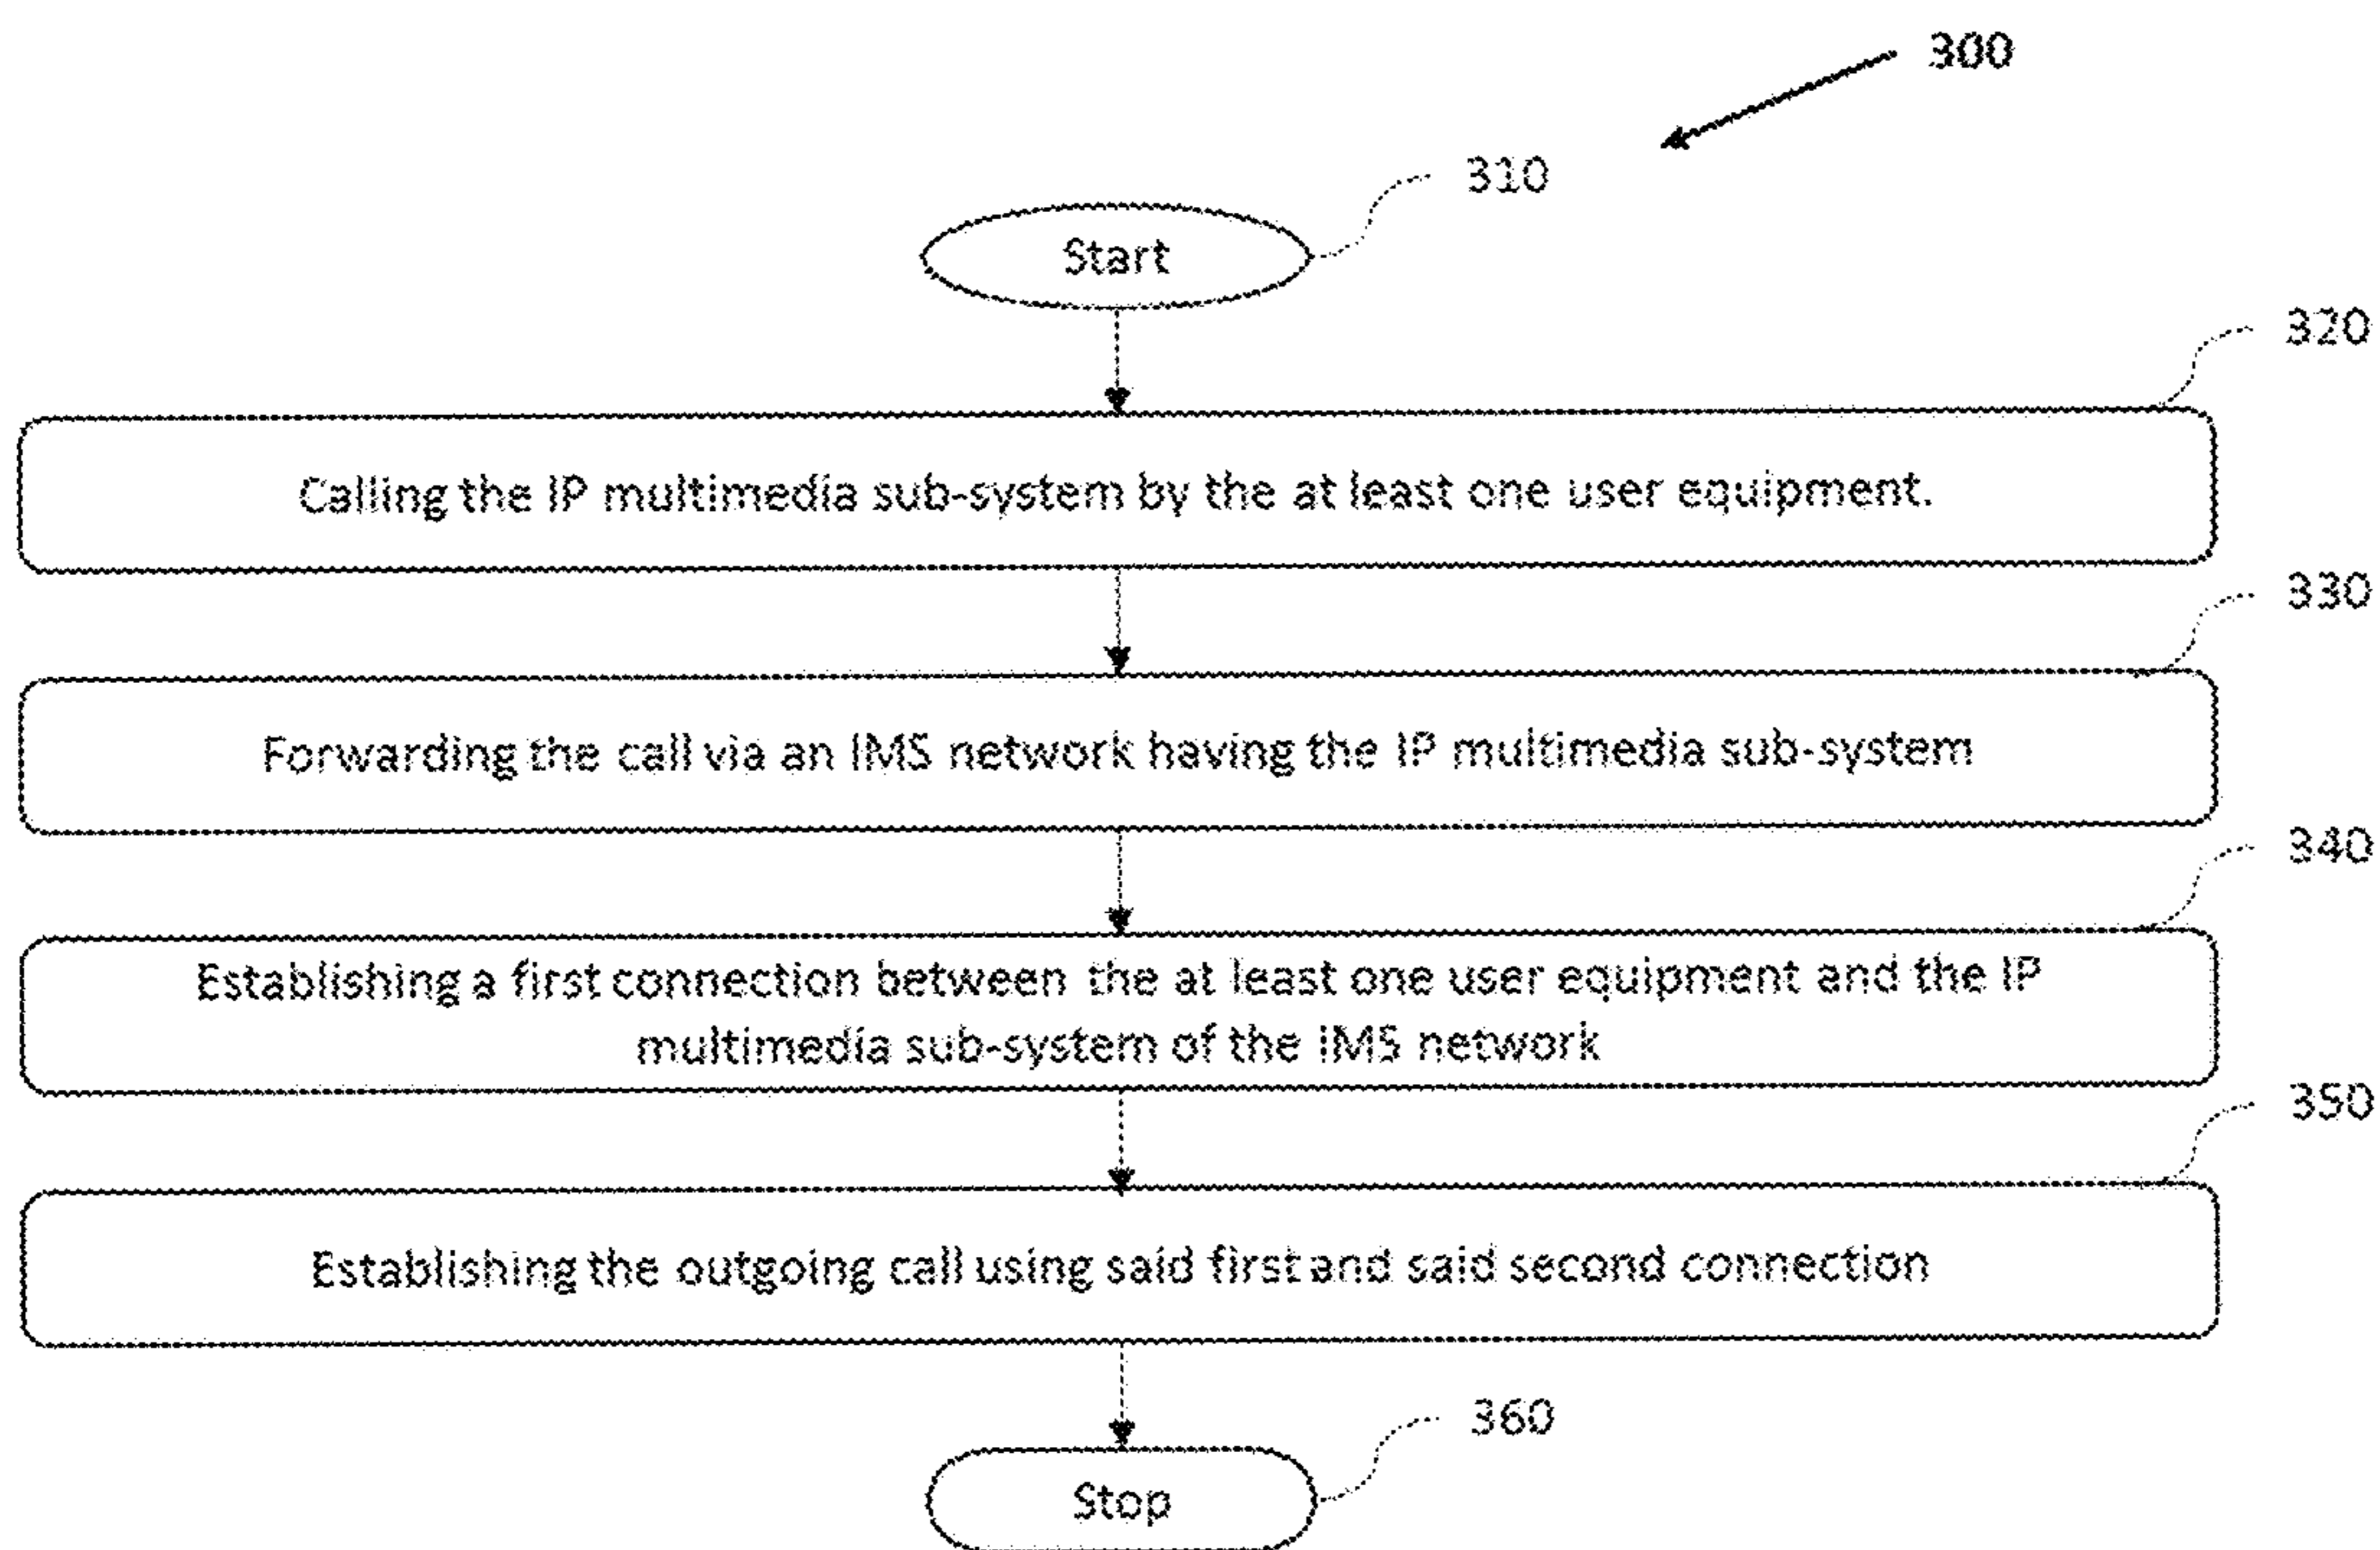 300
310
Start
320
Calling the IP multimedia sub-system by the at least one user equipment.
330
Forwarding the call via an IMS network having the IP multimedia sub-system
340
Establishing a first connection between the at least one user equipment and the IP
multimedia sub-system of the IMS network
350
Establishing the outgoing call using said first and said second connection
360
Stop